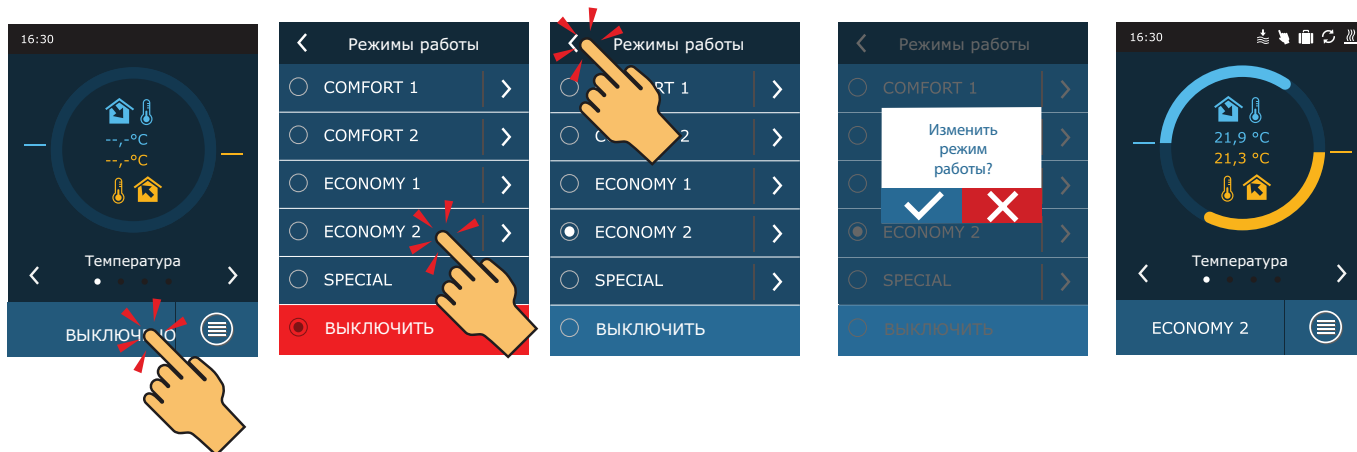 16:30
--,-°C
--,-°C
Температура
Режимы работы
COMFORT 1
COMFORT 2
ECONOMY 1
ECONOMY 2
SPECIAL
ВЫКЛЮЧИТЬ
Режимы работы
ECONOMY 1
ECONOMY 2
SPECIAL
ВЫКЛЮЧИТЬ
Режимы работы
COMFORT 1
Изменить
режим
работы?
ECONOMY 2
SPECIAL
ВЫКЛЮЧИТЬ
16:30
21,9 °C
21,3 °C
Температура
ECONOMY 2